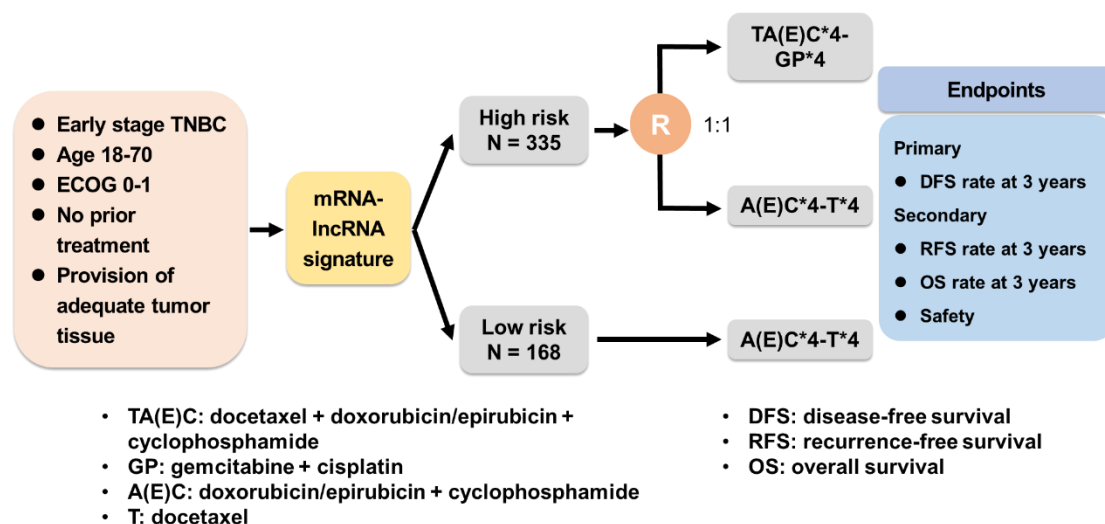 ● Early stage TNBC
● Age 18-70
● ECOG 0-1
● No prior
treatment
● Provision of
adequate tumor
tissue
mRNA-
lncRNA
signature
High risk
N = 335
Low risk
N = 168
R
1:1
TA(E)C*4-
GP*4
A(E)C*4-T*4
A(E)C*4-T*4
Endpoints
Primary
● DFS rate at 3 years
Secondary
● RFS rate at 3 years
● OS rate at 3 years
● Safety
• TA(E)C: docetaxel + doxorubicin/epirubicin +
cyclophosphamide
• GP: gemcitabine + cisplatin
• A(E)C: doxorubicin/epirubicin + cyclophosphamide
• T: docetaxel
• DFS: disease-free survival
• RFS: recurrence-free survival
• OS: overall survival